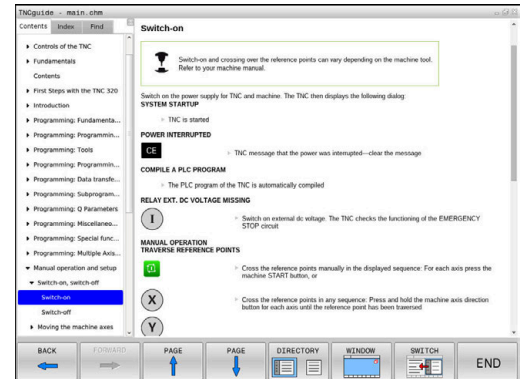 TNCguide - main.chm
Contents Index Find
Controls of the TNC
Fundamentals
Contents
First Steps with the TNC 320
Introduction
Programming: Fundamenta...
Programming: Programmin...
Programming: Tools
Programming: Programmin...
Programming: Data transfe...
Programming: Subprogram...
Programming: Q Parameters
Programming: Miscellaneo...
Programming: Special func...
Programming: Multiple Axis...
Manual operation and setup
Switch-on, switch-off
Switch-on
Switch-off
Moving the machine axes
Switch-on
Switch-on and crossing over the reference points can vary depending on the machine tool.
Refer to your machine manual.
Switch on the power supply for TNC and machine. The TNC then displays the following dialog:
SYSTEM STARTUP
TNC is started
POWER INTERRUPTED
CE
TNC message that the power was interrupted—clear the message
COMPILE A PLC PROGRAM
The PLC program of the TNC is automatically compiled
RELAY EXT. DC VOLTAGE MISSING
I
Switch on external dc voltage. The TNC checks the functioning of the EMERGENCY
STOP circuit
MANUAL OPERATION
TRAVERSE REFERENCE POINTS
Cross the reference points manually in the displayed sequence: For each axis press the
machine START button, or
X
Cross the reference points in any sequence: Press and hold the machine axis direction
button for each axis until the reference point has been traversed
Y
BACK FORWARD PAGE PAGE DIRECTORY WINDOW SWITCH END